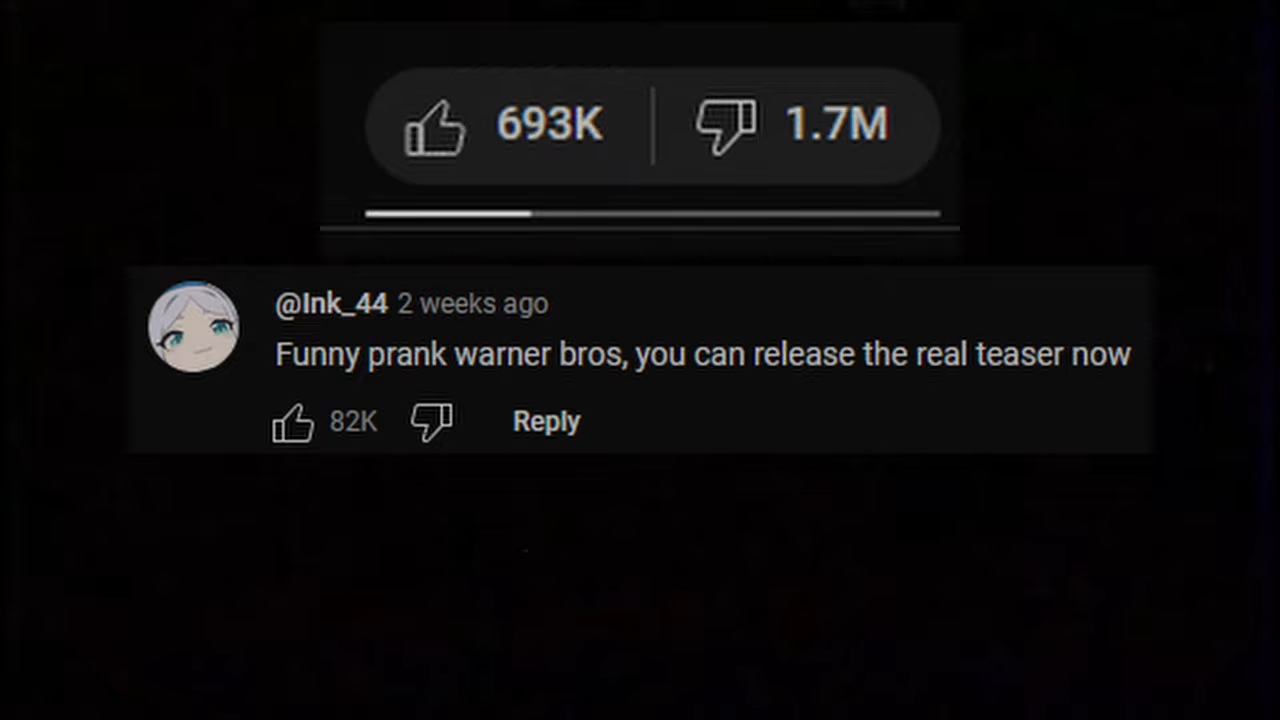 693K 1.7M
@Ink_44 2 weeks ago
Funny prank warner bros, you can release the real teaser now
82K Reply